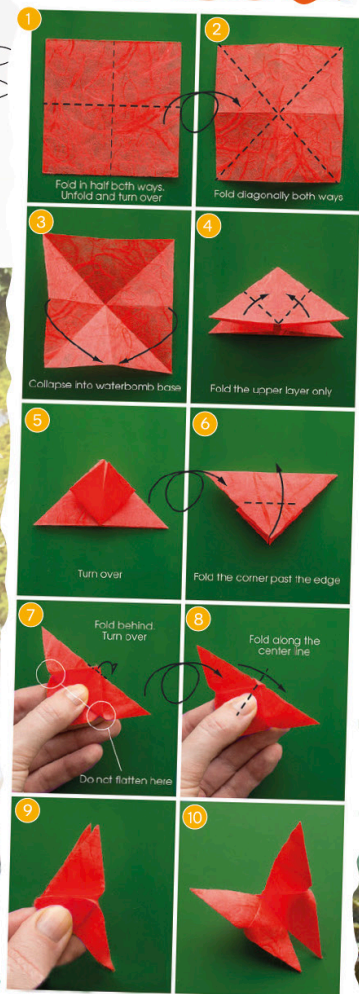 1
Fold in half both ways.
Unfold and turn over
2
Fold diagonally both ways
3
Collapse into waterbomb base
4
Fold the upper layer only
5
Turn over
6
Fold the corner past the edge
7
Fold behind.
Turn over
Do not flatten here
8
Fold along the
center line
9
10